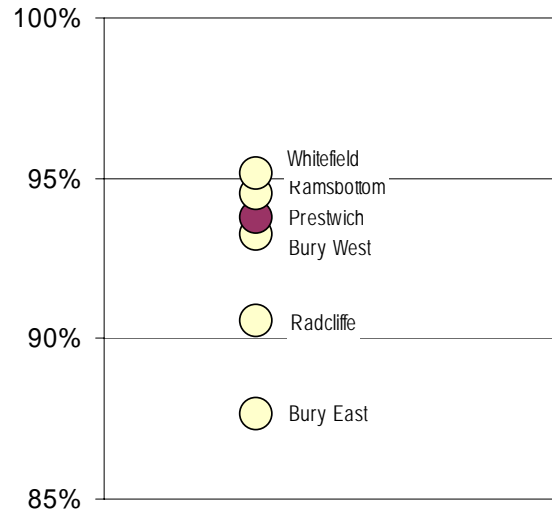 100%
Whitefield
95%
Ramsbottom
Prestwich
Bury West
Radcliffe
90%
Bury East
85%